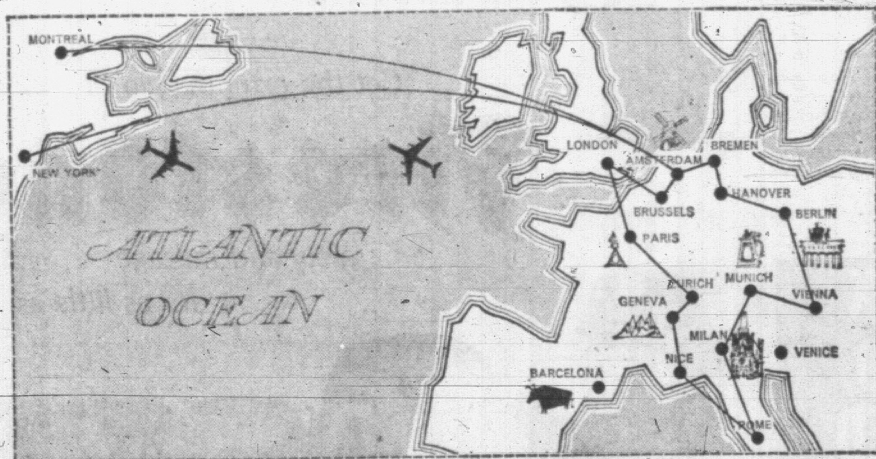 MONTREAL
NEW YORK
ATLANTIC
OCEAN
LONDON
AMSTERDAM
BREMEN
BRUSSELS
HANOVER
BERLIN
PARIS
ZURICH
MUNICH
VIENNA
GENEVA
MILAN
VENICE
NICE
BARCELONA
ROME